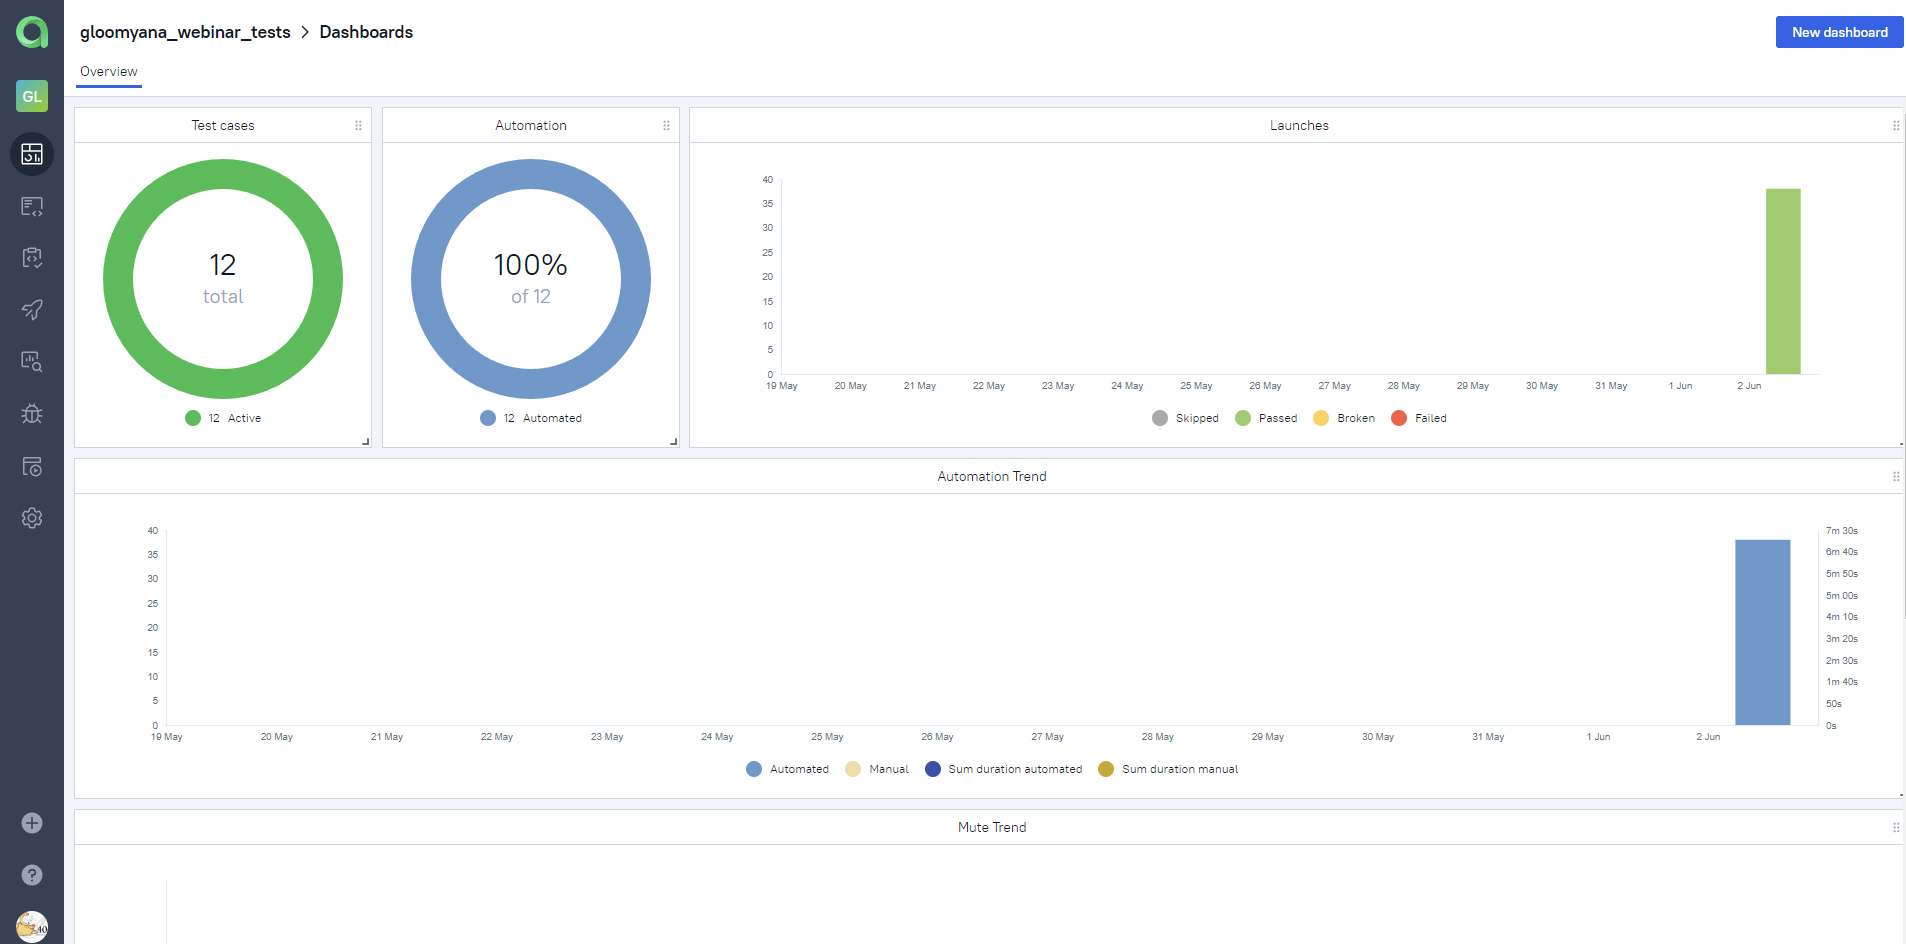 gloomyana_webinar_tests > Dashboards
New dashboard
Overview
GL
Test cases
12
total
12 Active
Automation
100%
of 12
12 Automated
Launches
40
35
30
25
20
15
10
5
0
19 May 20 May 21 May 22 May 23 May 24 May 25 May 26 May 27 May 28 May 29 May 30 May 31 May 1 Jun 2 Jun
Skipped Passed Broken Failed
Automation Trend
40
35
30
25
20
15
10
5
0
7m 30s
6m 40s
5m 50s
5m 00s
4m 10s
3m 20s
2m 30s
1m 40s
50s
0s
19 May 20 May 21 May 22 May 23 May 24 May 25 May 26 May 27 May 28 May 29 May 30 May 31 May 1 Jun 2 Jun
Automated Manual Sum duration automated Sum duration manual
Mute Trend